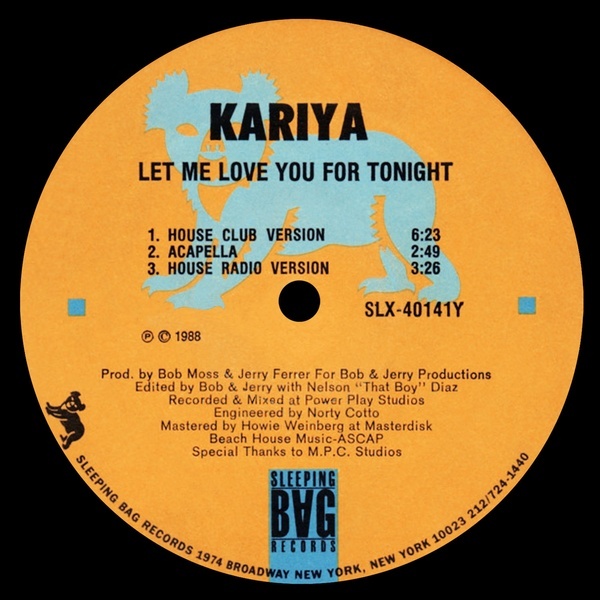 KARIYA
LET ME LOVE YOU FOR TONIGHT
1. HOUSE CLUB VERSION 6:23
2. ACAPELLA 2:49
3. HOUSE RADIO VERSION 3:26
SLX-40141Y
Ⓟ © 1988
Prod. by Bob Moss & Jerry Ferrer For Bob & Jerry Productions
Edited by Bob & Jerry with Nelson "That Boy" Diaz
Recorded & Mixed at Power Play Studios
Engineered by Norty Cotto
Mastered by Howie Weinberg at Masterdisk
Beach House Music-ASCAP
Special Thanks to M.P.C. Studios
SLEEPING
BAG
RECORDS
SLEEPING BAG RECORDS 1974 BROADWAY NEW YORK, NEW YORK 10023 212/724-1440